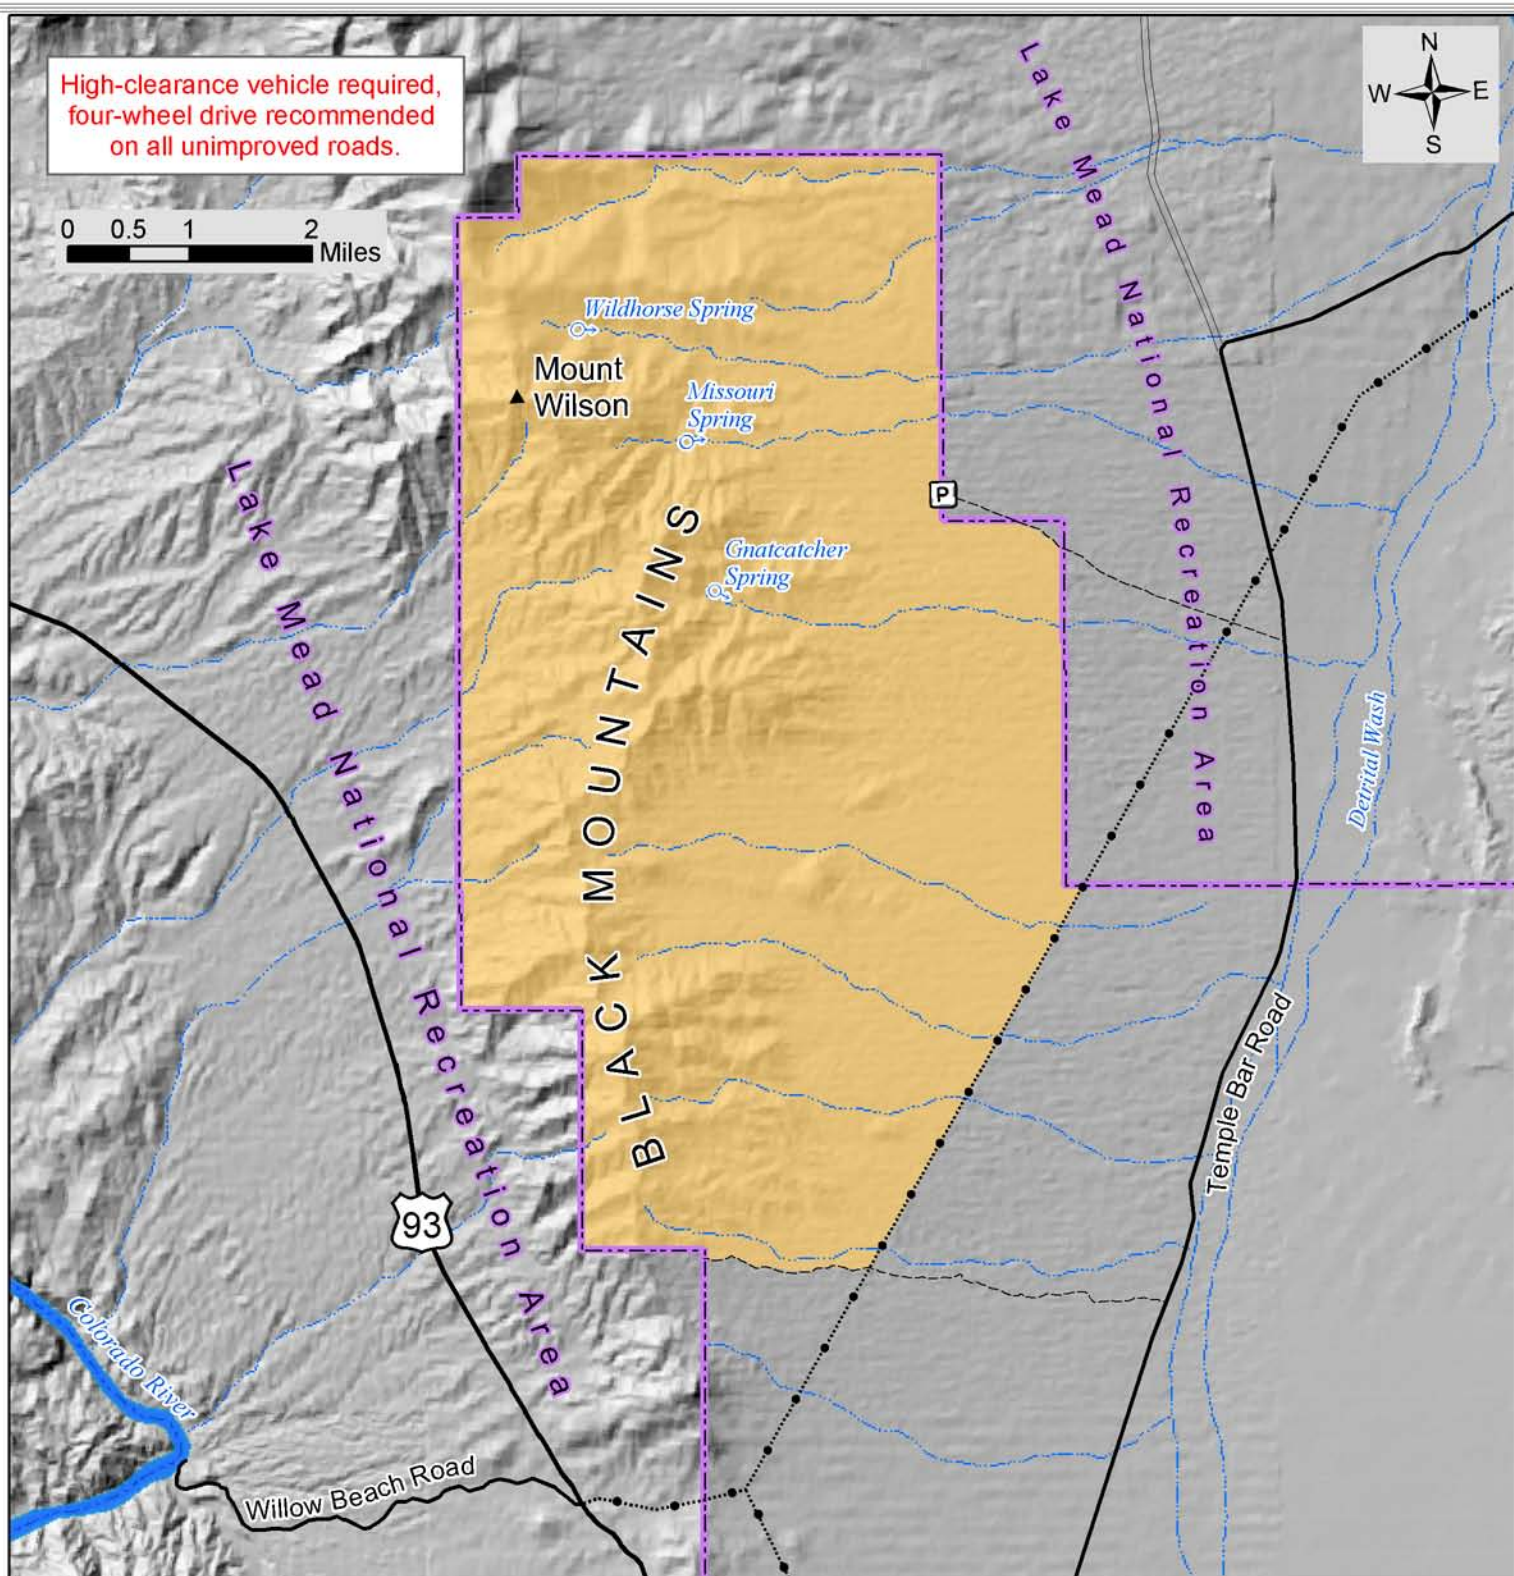 High-clearance vehicle required,
four-wheel drive recommended
on all unimproved roads.
N
W E
S
0 0.5 1 2
Miles
Lake Mead National Recreation Area
Wildhorse Spring
Mount
Wilson
Missouri
Spring
P
Gnatcatcher
Spring
Lake Mead National Recreation Area
BLACK MOUNTAINS
Detrital Wash
Temple Bar Road
93
Colorado River
Willow Beach Road